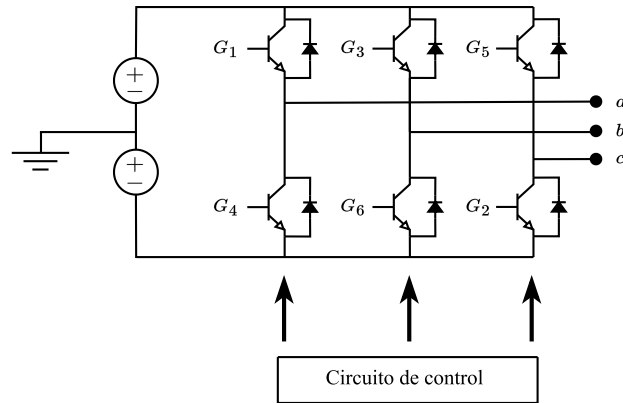 G1 G3 G5
+
−
a
b
c
+
−
G4 G6 G2
Circuito de control